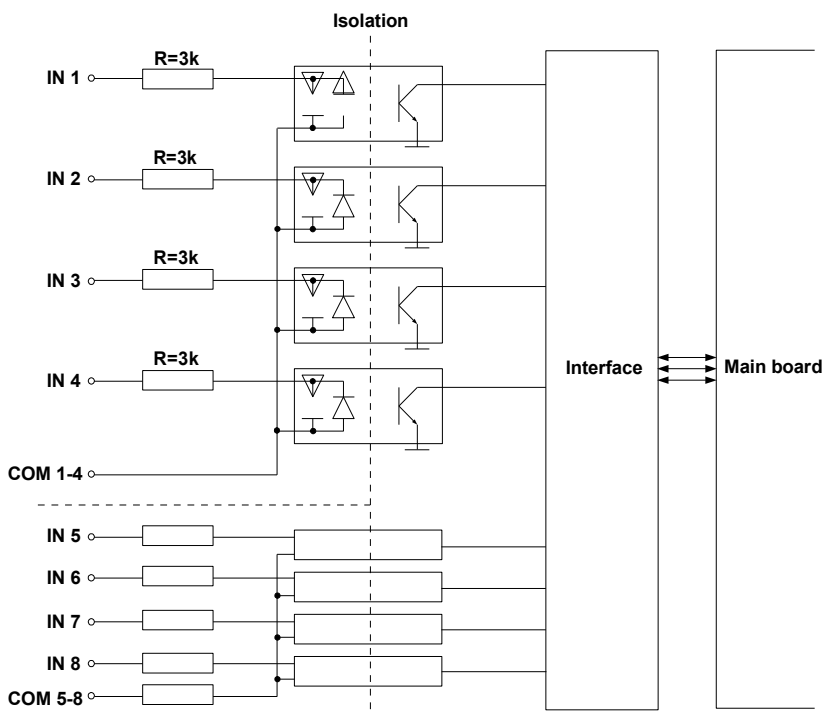 Isolation
R=3k
IN 1
R=3k
IN 2
R=3k
IN 3
R=3k
IN 4
Interface
Main board
COM 1-4
IN 5
IN 6
IN 7
IN 8
COM 5-8